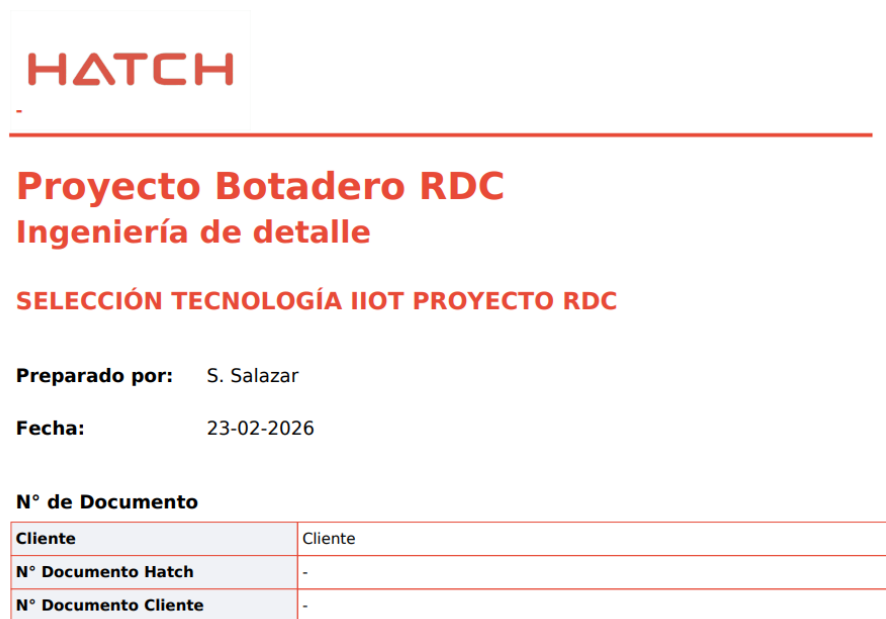 HATCH
-
Proyecto Botadero RDC
Ingeniería de detalle
SELECCIÓN TECNOLOGÍA IIOT PROYECTO RDC
Preparado por: S. Salazar
Fecha: 23-02-2026
N° de Documento
Cliente Cliente
N° Documento Hatch -
N° Documento Cliente -